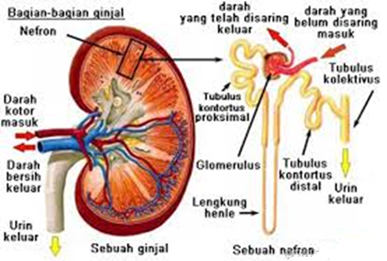 Bagian-bagian ginjal
Nefron
Darah
kotor
masuk
Darah
bersih
keluar
Urin
keluar
Sebuah ginjal
darah
yang telah disaring
keluar
darah yang
belum disaring
masuk
Tubulus
kolektivus
Tubulus
kontortus
proksimal
Glomerulus
Tubulus
kontortus
distal
Lengkung
henle
Urin
keluar
Sebuah nefron